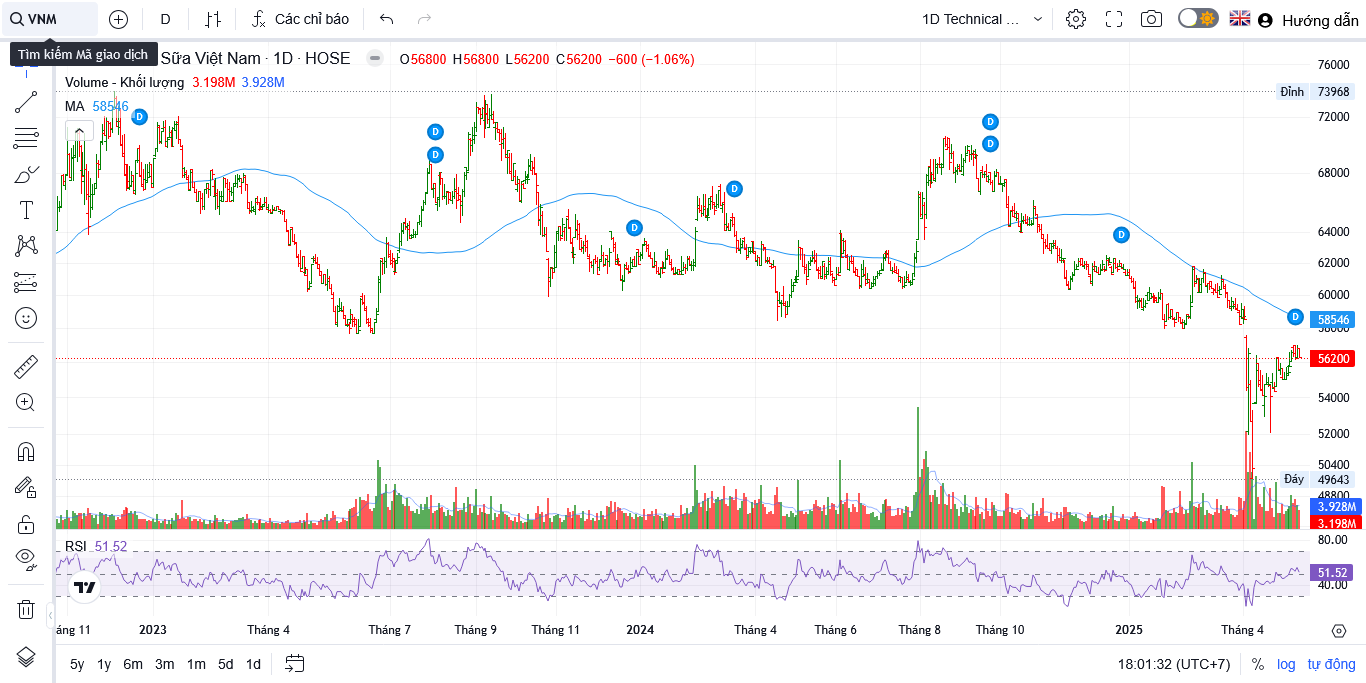 VNM
D
Các chỉ báo
1D Technical ...
Hướng dẫn
Tìm kiếm Mã giao dịch
Sữa Việt Nam · 1D · HOSE
O56800 H56800 L56200 C56200 −600 (−1.06%)
Volume - Khối lượng 3.198M 3.928M
MA 58546
D
D
D
D
D
D
D
D
D
76000
Đỉnh 73968
72000
68000
64000
62000
60000
58546
58000
56200
54000
52000
50400
Đáy 49643
48800
3.928M
3.198M
RSI 51.52
80.00
51.52
40.00
áng 11 2023 Tháng 4 Tháng 7 Tháng 9 Tháng 11 2024 Tháng 4 Tháng 6 Tháng 8 Tháng 10 2025 Tháng 4
5y 1y 6m 3m 1m 5d 1d
18:01:32 (UTC+7) % log tự động